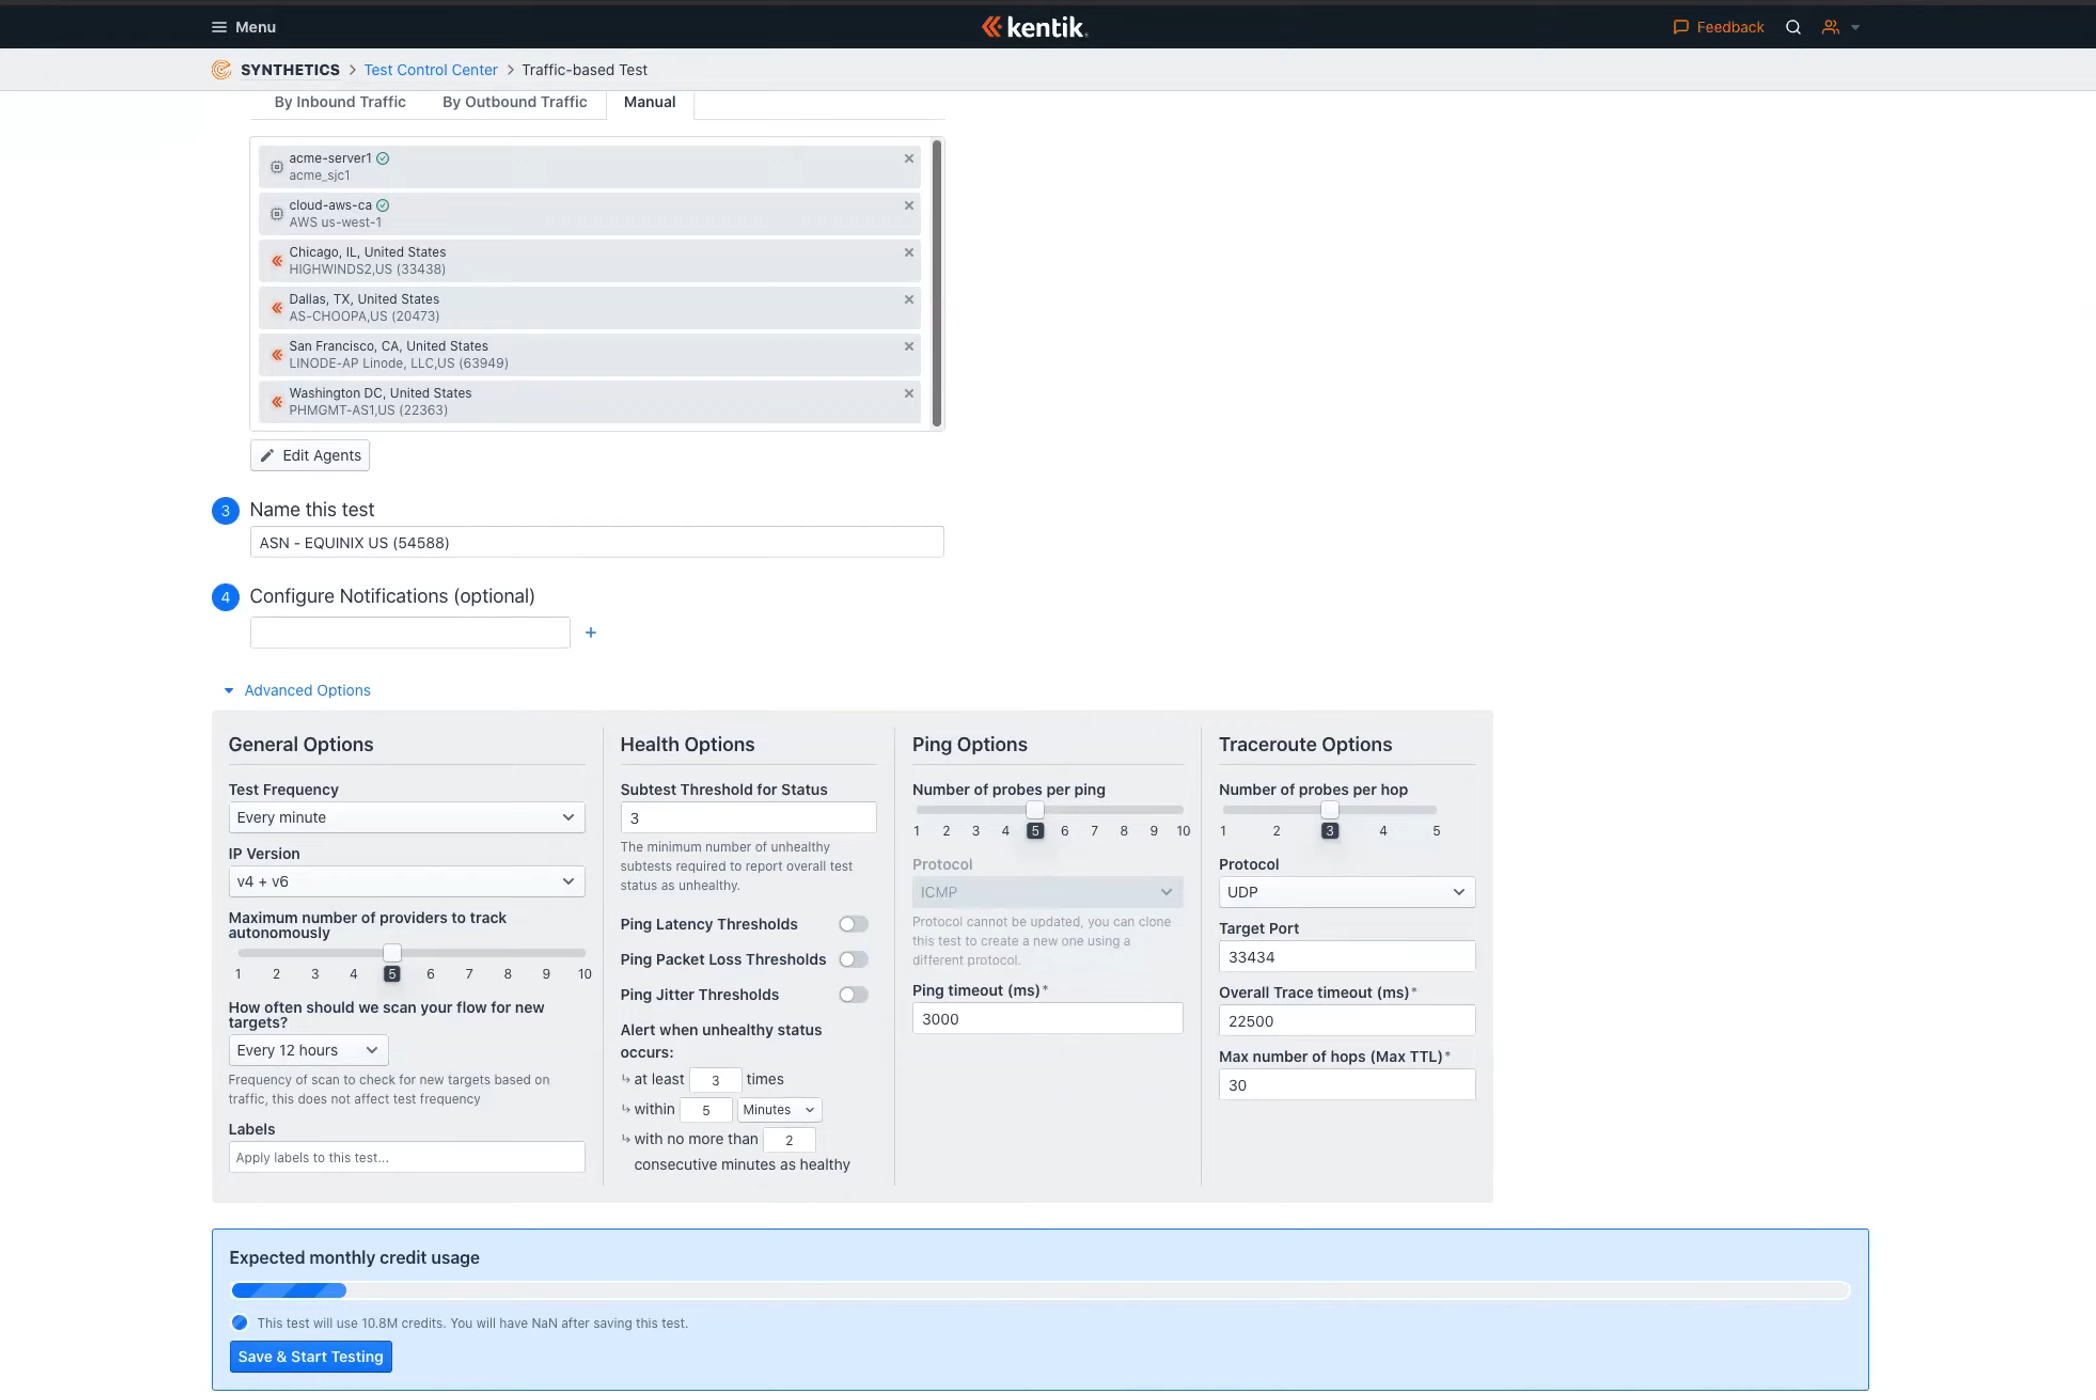 Menu
kentik
Feedback
SYNTHETICS > Test Control Center > Traffic-based Test
By Inbound Traffic
By Outbound Traffic
Manual
acme-server1
acme_sjc1
cloud-aws-ca
AWS us-west-1
Chicago, IL, United States
HIGHWINDS2,US (33438)
Dallas, TX, United States
AS-CHOOPA,US (20473)
San Francisco, CA, United States
LINODE-AP Linode, LLC,US (63949)
Washington DC, United States
PHMGMT-AS1,US (22363)
Edit Agents
3 Name this test
ASN - EQUINIX US (54588)
4 Configure Notifications (optional)
+
Advanced Options
General Options
Test Frequency
Every minute
IP Version
v4 + v6
Maximum number of providers to track
autonomously
1 2 3 4 5 6 7 8 9 10
How often should we scan your flow for new
targets?
Every 12 hours
Frequency of scan to check for new targets based on
traffic, this does not affect test frequency
Labels
Apply labels to this test...
Health Options
Subtest Threshold for Status
3
The minimum number of unhealthy
subtests required to report overall test
status as unhealthy.
Ping Latency Thresholds
Ping Packet Loss Thresholds
Ping Jitter Thresholds
Alert when unhealthy status
occurs:
↳ at least 3 times
↳ within 5 Minutes
↳ with no more than 2
consecutive minutes as healthy
Ping Options
Number of probes per ping
1 2 3 4 5 6 7 8 9 10
Protocol
ICMP
Protocol cannot be updated, you can clone
this test to create a new one using a
different protocol.
Ping timeout (ms)*
3000
Traceroute Options
Number of probes per hop
1 2 3 4 5
Protocol
UDP
Target Port
33434
Overall Trace timeout (ms)*
22500
Max number of hops (Max TTL)*
30
Expected monthly credit usage
This test will use 10.8M credits. You will have NaN after saving this test.
Save & Start Testing